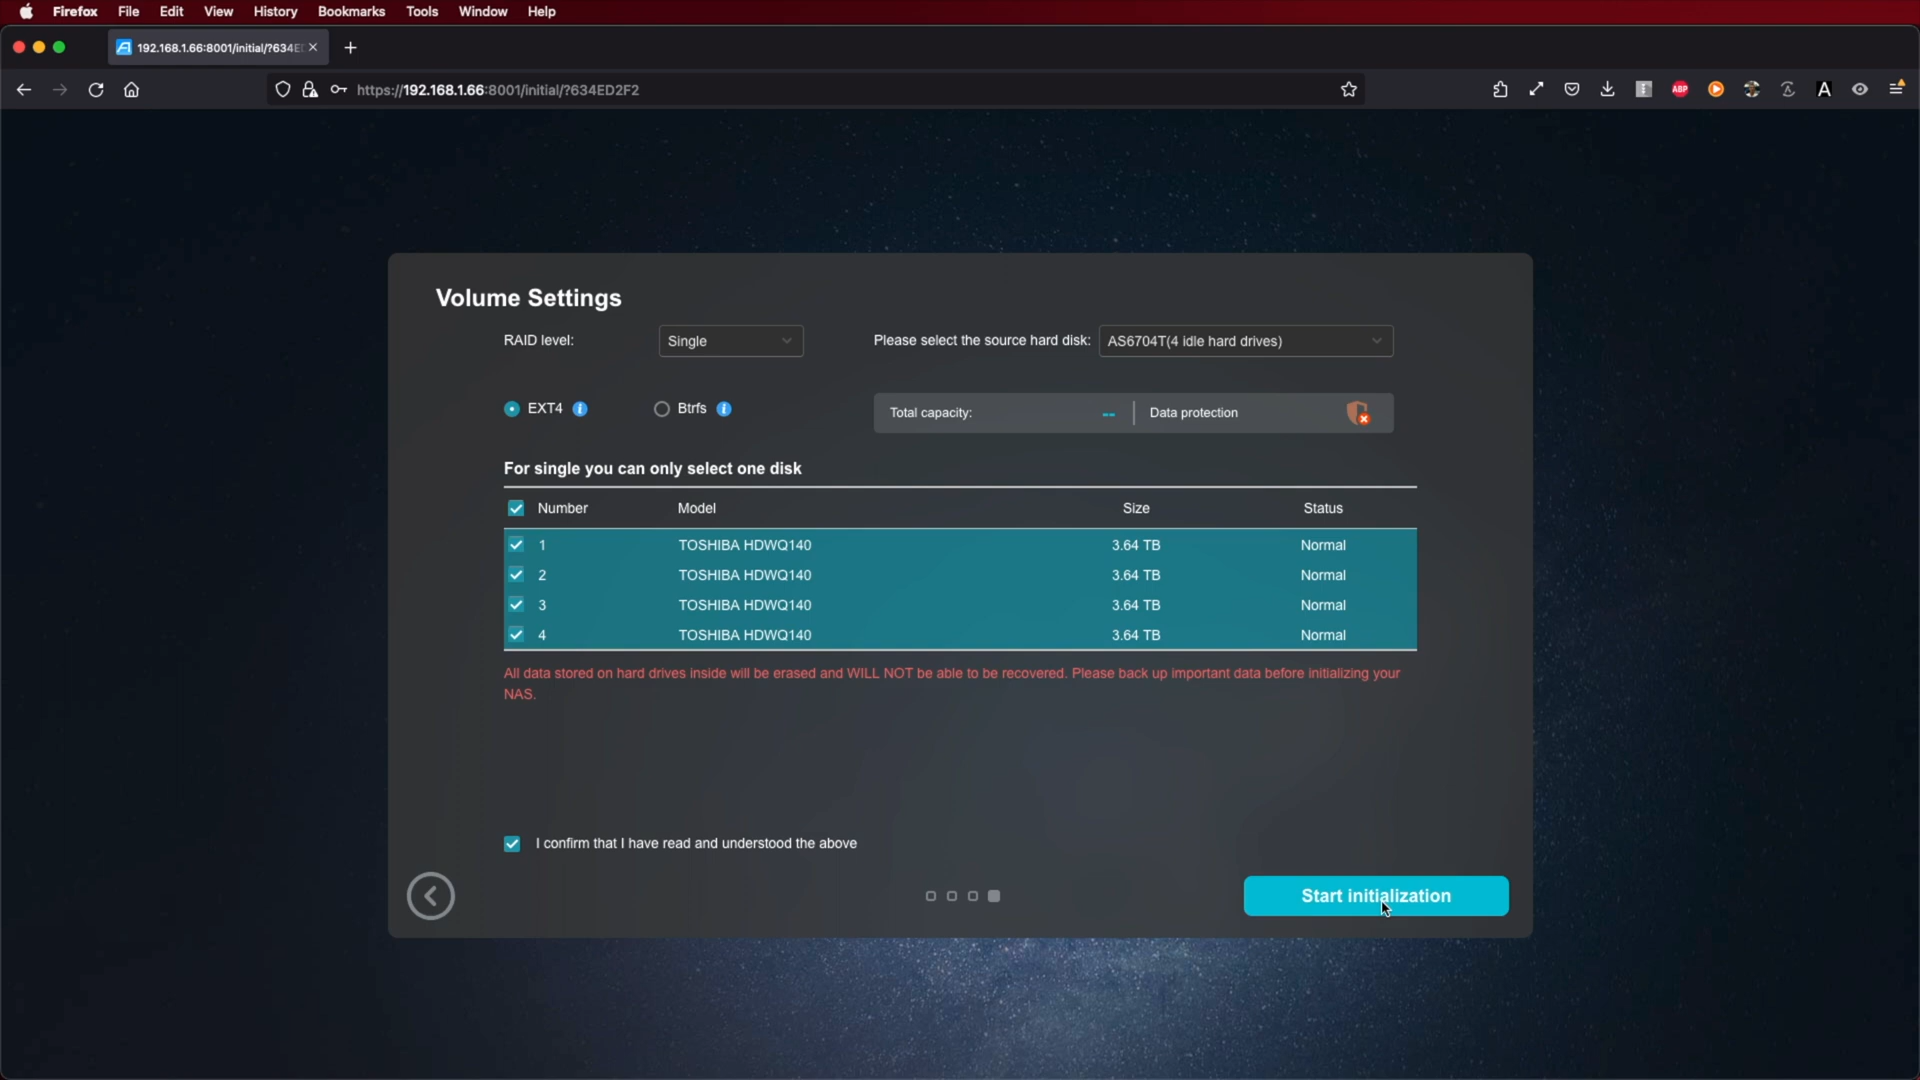 Firefox File Edit View History Bookmarks Tools Window Help
192.168.1.66:8001/initial/?634E
https://192.168.1.66:8001/initial/?634ED2F2
ABP
A
Volume Settings
RAID level: Single Please select the source hard disk: AS6704T(4 idle hard drives)
EXT4 i Btrfs i Total capacity: -- Data protection
For single you can only select one disk
Number Model Size Status
1 TOSHIBA HDWQ140 3.64 TB Normal
2 TOSHIBA HDWQ140 3.64 TB Normal
3 TOSHIBA HDWQ140 3.64 TB Normal
4 TOSHIBA HDWQ140 3.64 TB Normal
All data stored on hard drives inside will be erased and WILL NOT be able to be recovered. Please back up important data before initializing your
NAS.
I confirm that I have read and understood the above
Start initialization